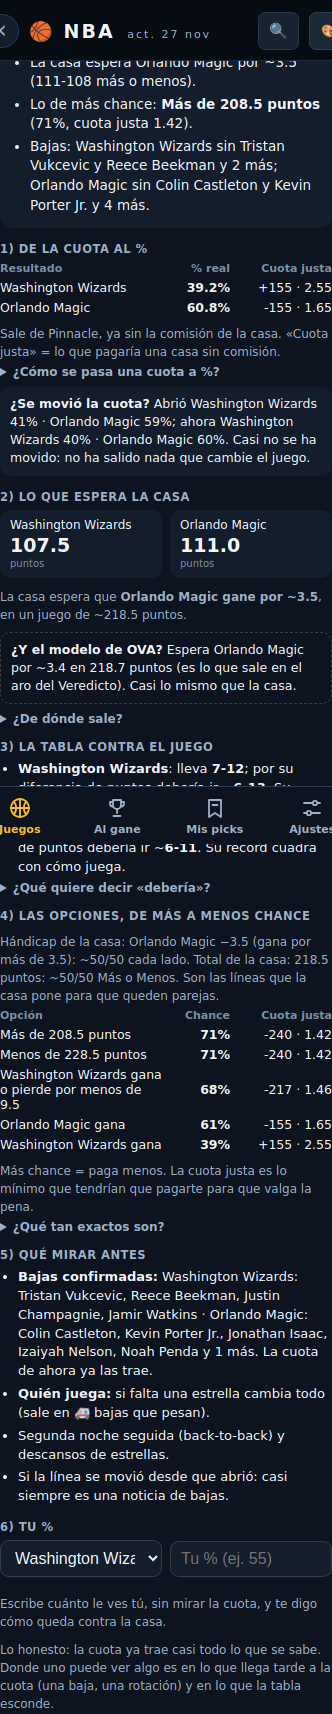 NBA act. 27 nov
La casa espera Orlando Magic por ~3.5
(111-108 más o menos).
• Lo de más chance: Más de 208.5 puntos
(71%, cuota justa 1.42).
• Bajas: Washington Wizards sin Tristan
Vukcevic y Reece Beekman y 2 más;
Orlando Magic sin Colin Castleton y Kevin
Porter Jr. y 4 más.
1) DE LA CUOTA AL %
Resultado % real Cuota justa
Washington Wizards 39.2% +155 · 2.55
Orlando Magic 60.8% -155 · 1.65
Sale de Pinnacle, ya sin la comisión de la casa. «Cuota
justa» = lo que pagaría una casa sin comisión.
▶ ¿Cómo se pasa una cuota a %?
¿Se movió la cuota? Abrió Washington Wizards
41% · Orlando Magic 59%; ahora Washington
Wizards 40% · Orlando Magic 60%. Casi no se ha
movido: no ha salido nada que cambie el juego.
2) LO QUE ESPERA LA CASA
Washington Wizards Orlando Magic
107.5 111.0
puntos puntos
La casa espera que Orlando Magic gane por ~3.5,
en un juego de ~218.5 puntos.
¿Y el modelo de OVA? Espera Orlando Magic
por ~3.4 en 218.7 puntos (es lo que sale en el
aro del Veredicto). Casi lo mismo que la casa.
▶ ¿De dónde sale?
3) LA TABLA CONTRA EL JUEGO
• Washington Wizards: lleva 7-12; por su
Juegos Al gane Mis picks Ajustes
de puntos debería ir ~6-11. Su record cuadra
con cómo juega.
▶ ¿Qué quiere decir «debería»?
4) LAS OPCIONES, DE MÁS A MENOS CHANCE
Hándicap de la casa: Orlando Magic −3.5 (gana por
más de 3.5): ~50/50 cada lado. Total de la casa: 218.5
puntos: ~50/50 Más o Menos. Son las líneas que la
casa pone para que queden parejas.
Opción Chance Cuota justa
Más de 208.5 puntos 71% -240 · 1.42
Menos de 228.5 puntos 71% -240 · 1.42
Washington Wizards gana
o pierde por menos de
9.5 68% -217 · 1.46
Orlando Magic gana 61% -155 · 1.65
Washington Wizards gana 39% +155 · 2.55
Más chance = paga menos. La cuota justa es lo
mínimo que tendrían que pagarte para que valga la
pena.
▶ ¿Qué tan exactos son?
5) QUÉ MIRAR ANTES
• Bajas confirmadas: Washington Wizards:
Tristan Vukcevic, Reece Beekman, Justin
Champagnie, Jamir Watkins · Orlando Magic:
Colin Castleton, Kevin Porter Jr., Jonathan Isaac,
Izaiyah Nelson, Noah Penda y 1 más. La cuota
de ahora ya las trae.
• Quién juega: si falta una estrella cambia todo
(sale en 🚑 bajas que pesan).
• Segunda noche seguida (back-to-back) y
descansos de estrellas.
• Si la línea se movió desde que abrió: casi
siempre es una noticia de bajas.
6) TU %
Washington Wiza Tu % (ej. 55)
Escribe cuánto le ves tú, sin mirar la cuota, y te digo
cómo queda contra la casa.
Lo honesto: la cuota ya trae casi todo lo que se sabe.
Donde uno puede ver algo es en lo que llega tarde a la
cuota (una baja, una rotación) y en lo que la tabla
esconde.